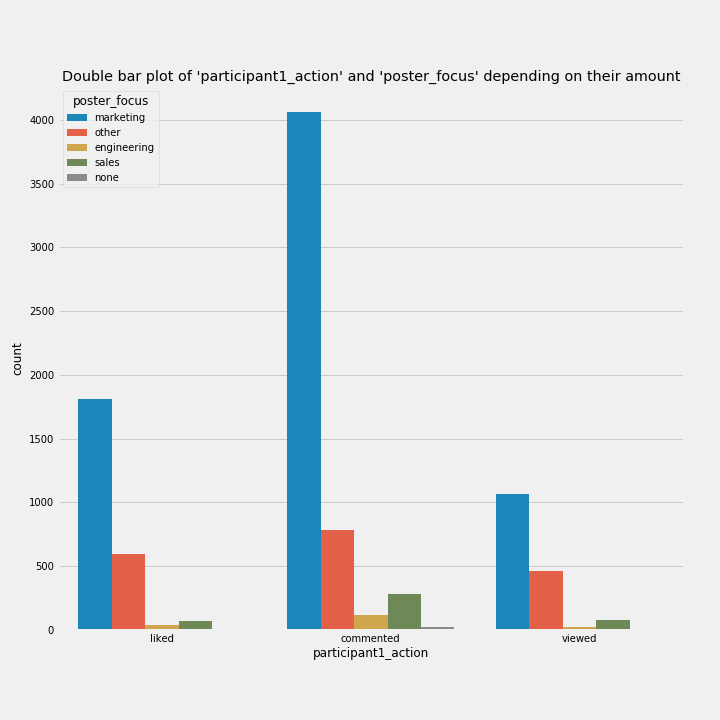 Double bar plot of 'participant1_action' and 'poster_focus' depending on their amount
poster_focus
marketing
other
engineering
sales
none
4000
3500
3000
2500
2000
1500
1000
500
0
count
liked
commented
viewed
participant1_action